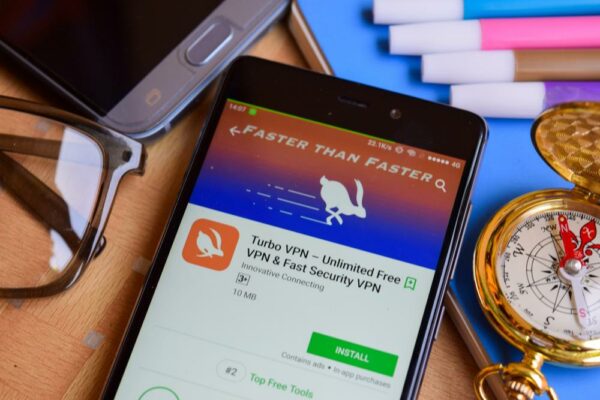 14:07
22.1K/s
4G
FASTER THAN FASTER
Turbo VPN – Unlimited Free
VPN & Fast Security VPN
Innovative Connecting
3+
10 MB
INSTALL
Contains ads • In app purchases
#2
Top Free Tools